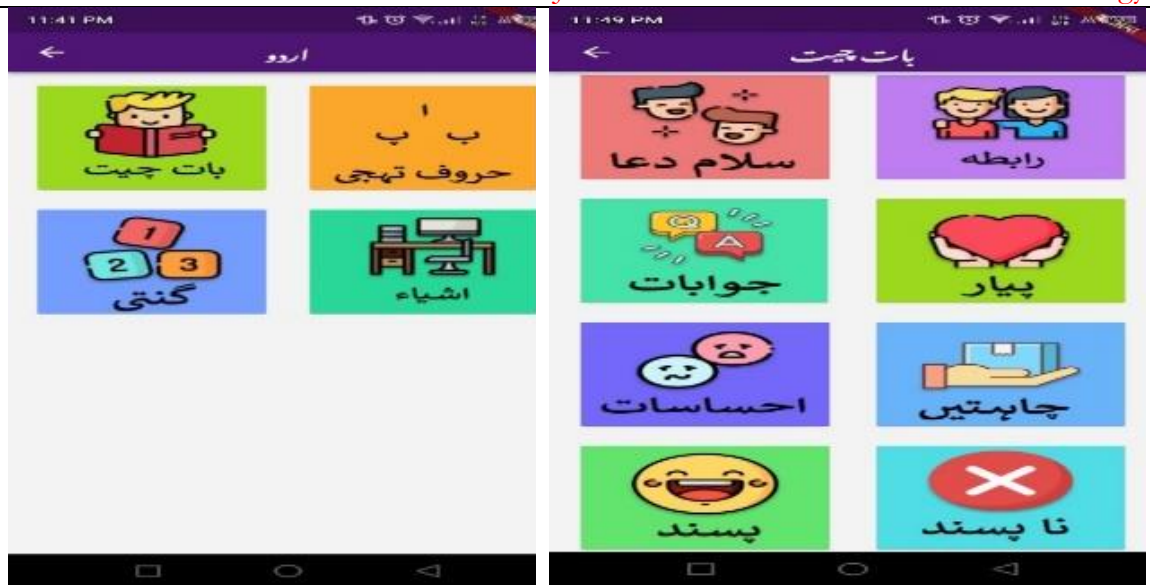 11:41 PM
اردو
ا
ب پ
حروف تہجی
بات چیت
1
2 3
اشیاء
گنتی
11:49 PM
بات چیت
رابطہ
سلام دعا
Q
A
پیار
جوابات
چاہتیں
احساسات
نا پسند
پسند